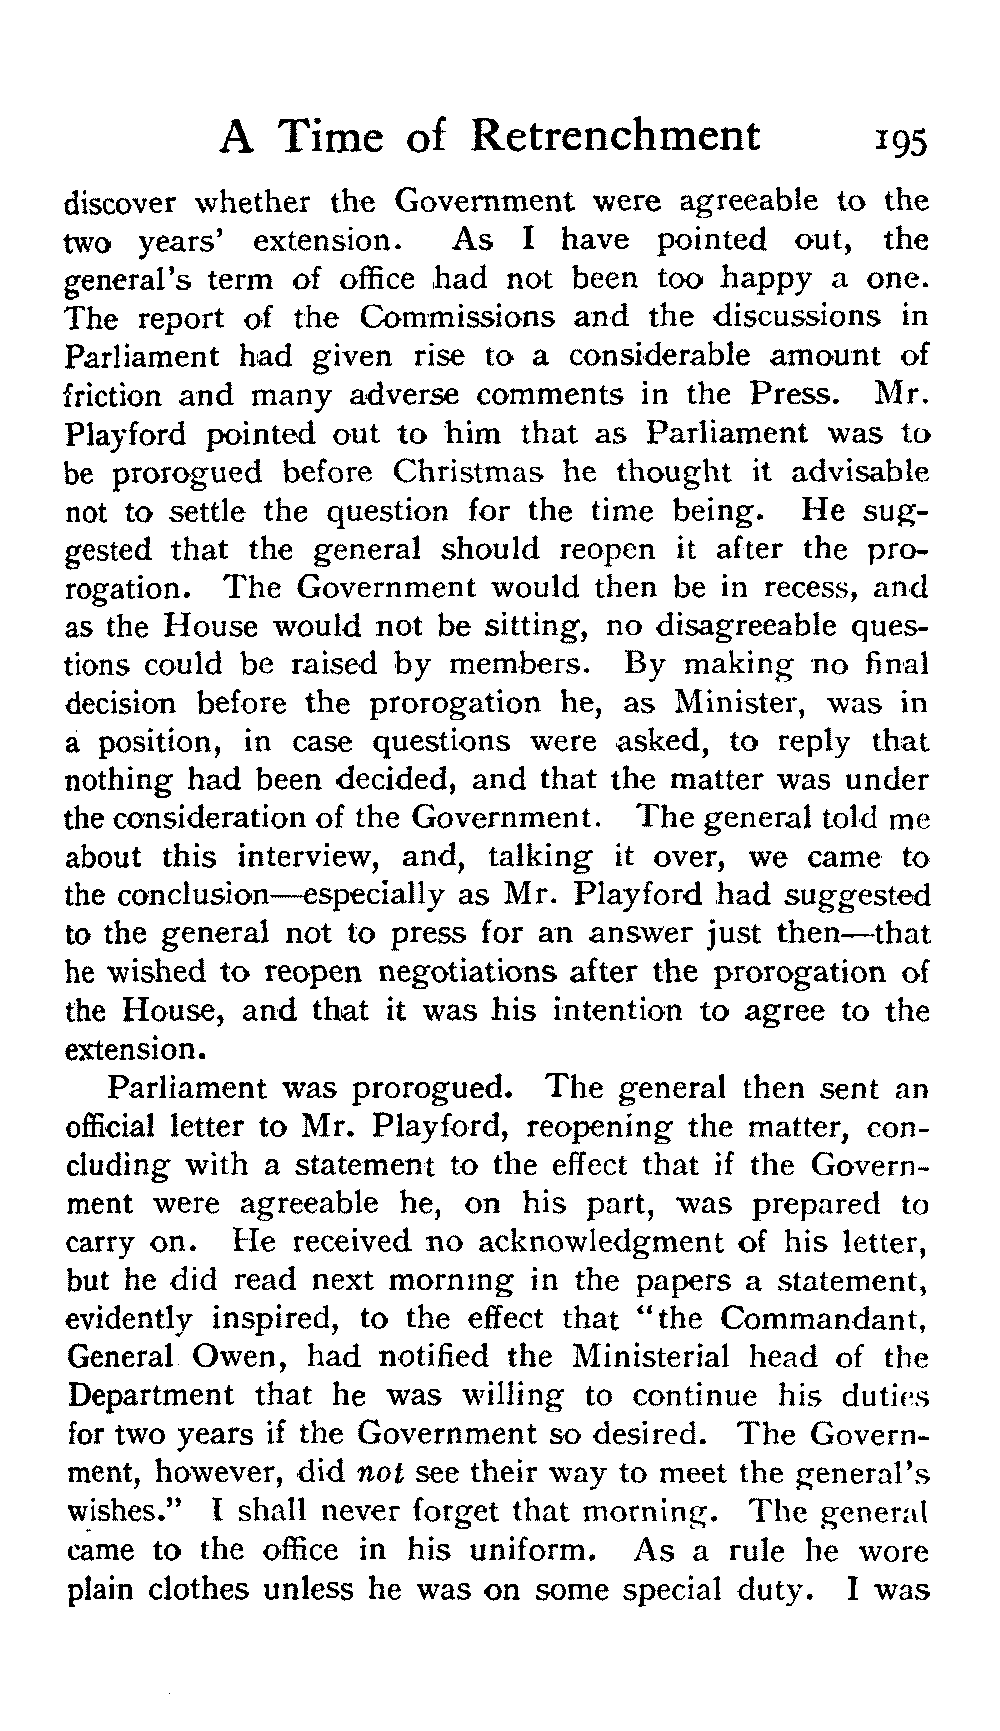 A Time of Retrenchment 195
discover whether the Government were agreeable to the
two years' extension. As I have pointed out, the
general's term of office had not been too happy a one.
The report of the Commissions and the discussions in
Parliament had given rise to a considerable amount of
friction and many adverse comments in the Press. Mr.
Playford pointed out to him that as Parliament was to
be prorogued before Christmas he thought it advisable
not to settle the question for the time being. He sug-
gested that the general should reopen it after the pro-
rogation. The Government would then be in recess, and
as the House would not be sitting, no disagreeable ques-
tions could be raised by members. By making no final
decision before the prorogation he, as Minister, was in
a position, in case questions were asked, to reply that
nothing had been decided, and that the matter was under
the consideration of the Government. The general told me
about this interview, and, talking it over, we came to
the conclusion—especially as Mr. Playford had suggested
to the general not to press for an answer just then—that
he wished to reopen negotiations after the prorogation of
the House, and that it was his intention to agree to the
extension.
Parliament was prorogued. The general then sent an
official letter to Mr. Playford, reopening the matter, con-
cluding with a statement to the effect that if the Govern-
ment were agreeable he, on his part, was prepared to
carry on. He received no acknowledgment of his letter,
but he did read next morning in the papers a statement,
evidently inspired, to the effect that "the Commandant,
General Owen, had notified the Ministerial head of the
Department that he was willing to continue his duties
for two years if the Government so desired. The Govern-
ment, however, did not see their way to meet the general's
wishes." I shall never forget that morning. The general
came to the office in his uniform. As a rule he wore
plain clothes unless he was on some special duty. I was